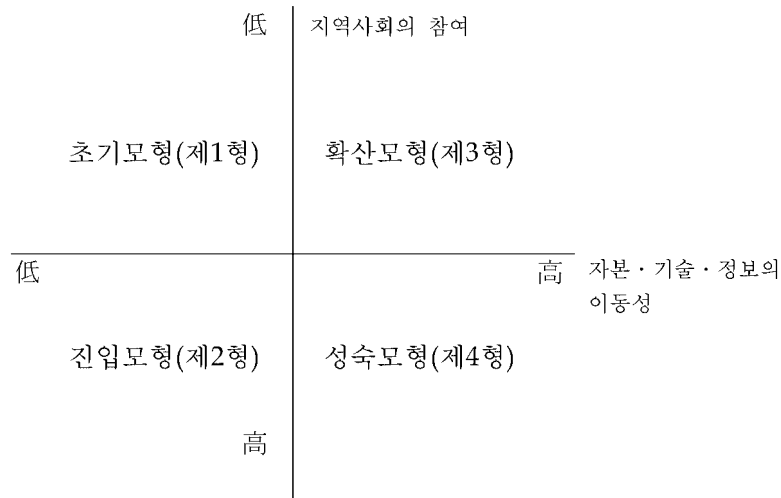 低 지역사회의 참여
초기모형(제1형) 확산모형(제3형)
低 高 자본·기술·정보의
이동성
진입모형(제2형) 성숙모형(제4형)
高